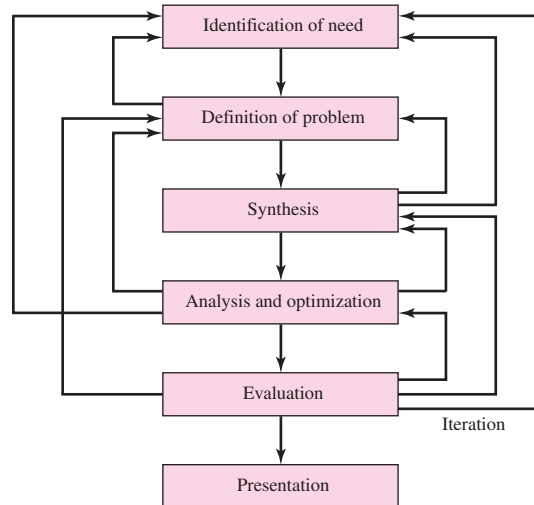 Identification of need
Definition of problem
Synthesis
Analysis and optimization
Evaluation
Iteration
Presentation